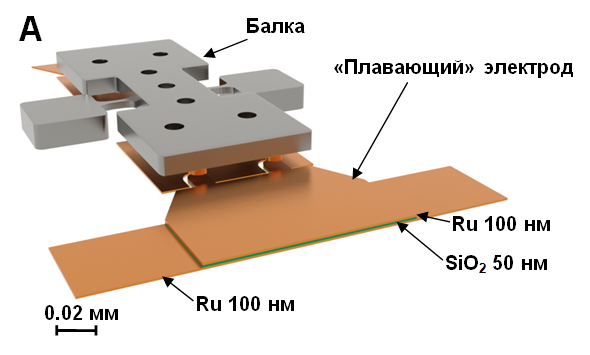 А
Балка
«Плавающий» электрод
Ru 100 нм
SiO₂ 50 нм
Ru 100 нм
0.02 мм